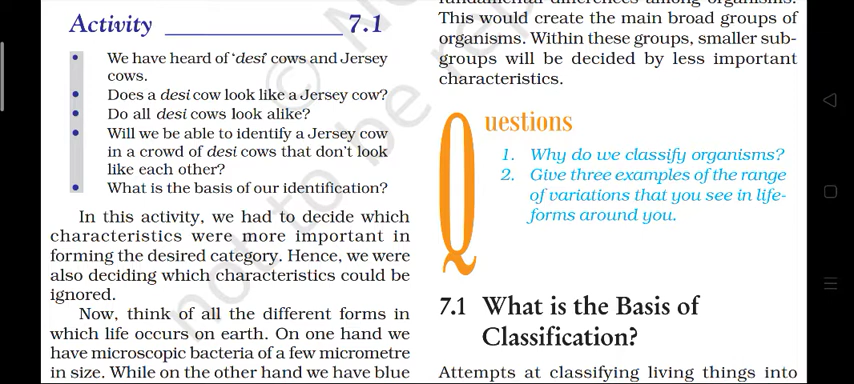 Activity 7.1
• We have heard of 'desi' cows and Jersey
cows.
• Does a desi cow look like a Jersey cow?
• Do all desi cows look alike?
• Will we be able to identify a Jersey cow
in a crowd of desi cows that don't look
like each other?
• What is the basis of our identification?
In this activity, we had to decide which
characteristics were more important in
forming the desired category. Hence, we were
also deciding which characteristics could be
ignored.
Now, think of all the different forms in
which life occurs on earth. On one hand we
have microscopic bacteria of a few micrometre
in size. While on the other hand we have blue
fundamental differences among organisms.
This would create the main broad groups of
organisms. Within these groups, smaller sub-
groups will be decided by less important
characteristics.
Questions
1. Why do we classify organisms?
2. Give three examples of the range
of variations that you see in life-
forms around you.
7.1 What is the Basis of
Classification?
Attempts at classifying living things into
© not to be rep